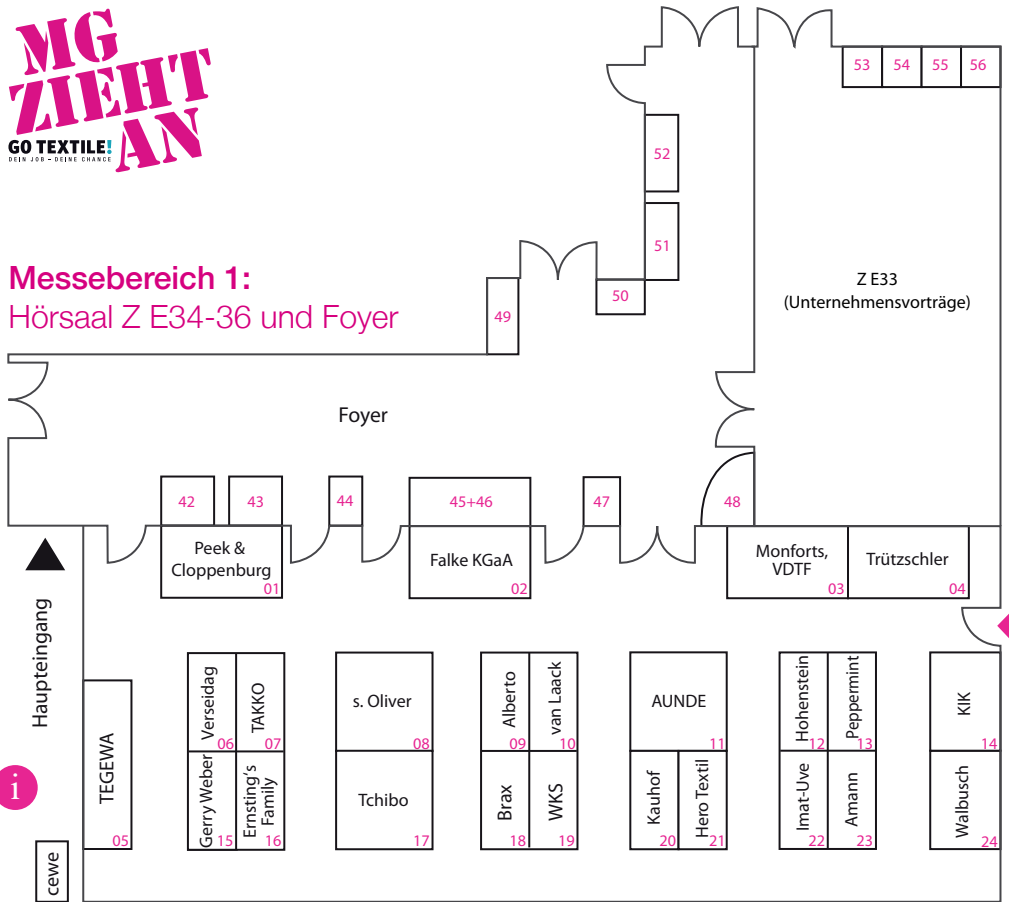 MG
ZIEHT
AN
GO TEXTILE!
DEIN JOB – DEINE CHANCE
53
54
55
56
52
51
50
49
Z E33
(Unternehmensvorträge)
Messebereich 1:
Hörsaal Z E34-36 und Foyer
Foyer
42
43
44
45+46
47
48
Peek &
Cloppenburg
01
Falke KGaA
02
Monforts,
VDTF
03
Trützschler
04
Haupteingang
i
cewe
TEGEWA
05
Verseidag
06
TAKKO
07
s. Oliver
08
Alberto
09
van Laack
10
AUNDE
11
Hohenstein
12
Peppermint
13
KIK
14
Gerry Weber
15
Ernsting's
Family
16
Tchibo
17
Brax
18
WKS
19
Kauhof
20
Hero Textil
21
Imat-Uve
22
Amann
23
Walbusch
24